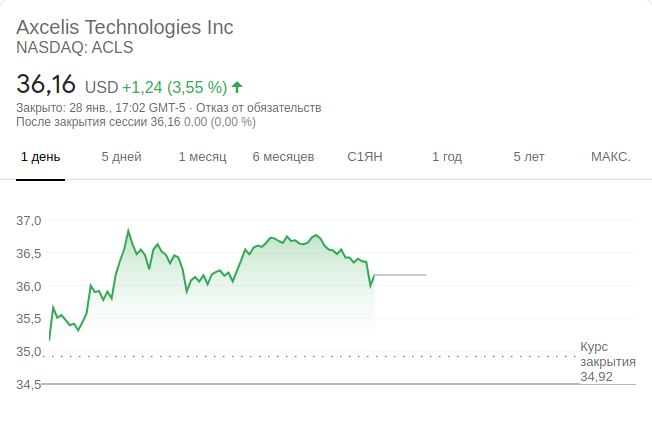 Axcelis Technologies Inc
NASDAQ: ACLS
36,16 USD +1,24 (3,55 %)
Закрыто: 28 янв., 17:02 GMT-5 · Отказ от обязательств
После закрытия сессии 36,16 0,00 (0,00 %)
1 день 5 дней 1 месяц 6 месяцев С1ЯН 1 год 5 лет МАКС.
37,0
36,5
36,0
35,5
35,0
Курс
закрытия
34,92
34,5